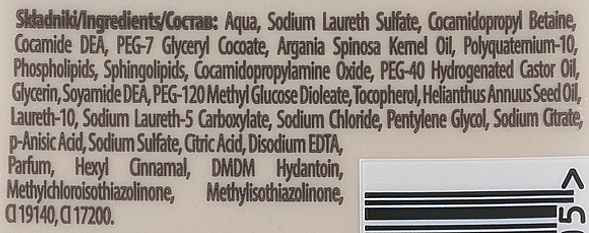 Składniki/Ingredients/Состав: Aqua, Sodium Laureth Sulfate, Cocamidopropyl Betaine,
Cocamide DEA, PEG-7 Glyceryl Cocoate, Argania Spinosa Kernel Oil, Polyquaternium-10,
Phospholipids, Sphingolipids, Cocamidopropylamine Oxide, PEG-40 Hydrogenated Castor Oil,
Glycerin, Soyamide DEA, PEG-120 Methyl Glucose Dioleate, Tocopherol, Helianthus Annuus Seed Oil,
Laureth-10, Sodium Laureth-5 Carboxylate, Sodium Chloride, Pentylene Glycol, Sodium Citrate,
p-Anisic Acid, Sodium Sulfate, Citric Acid, Disodium EDTA,
Parfum, Hexyl Cinnamal, DMDM Hydantoin,
Methylchloroisothiazolinone, Methylisothiazolinone,
CI 19140, CI 17200.
05 >